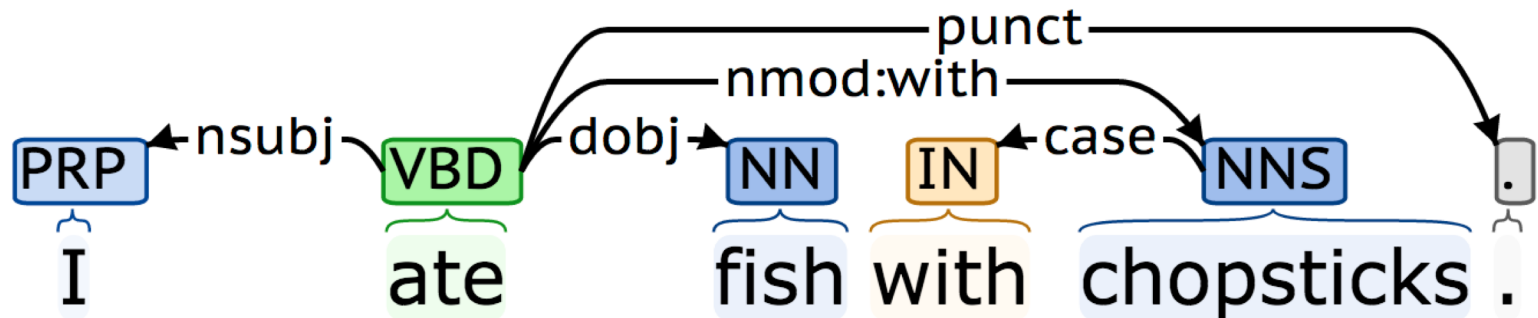 punct
nmod:with
nsubj dobj case
PRP VBD NN IN NNS .
I ate fish with chopsticks .